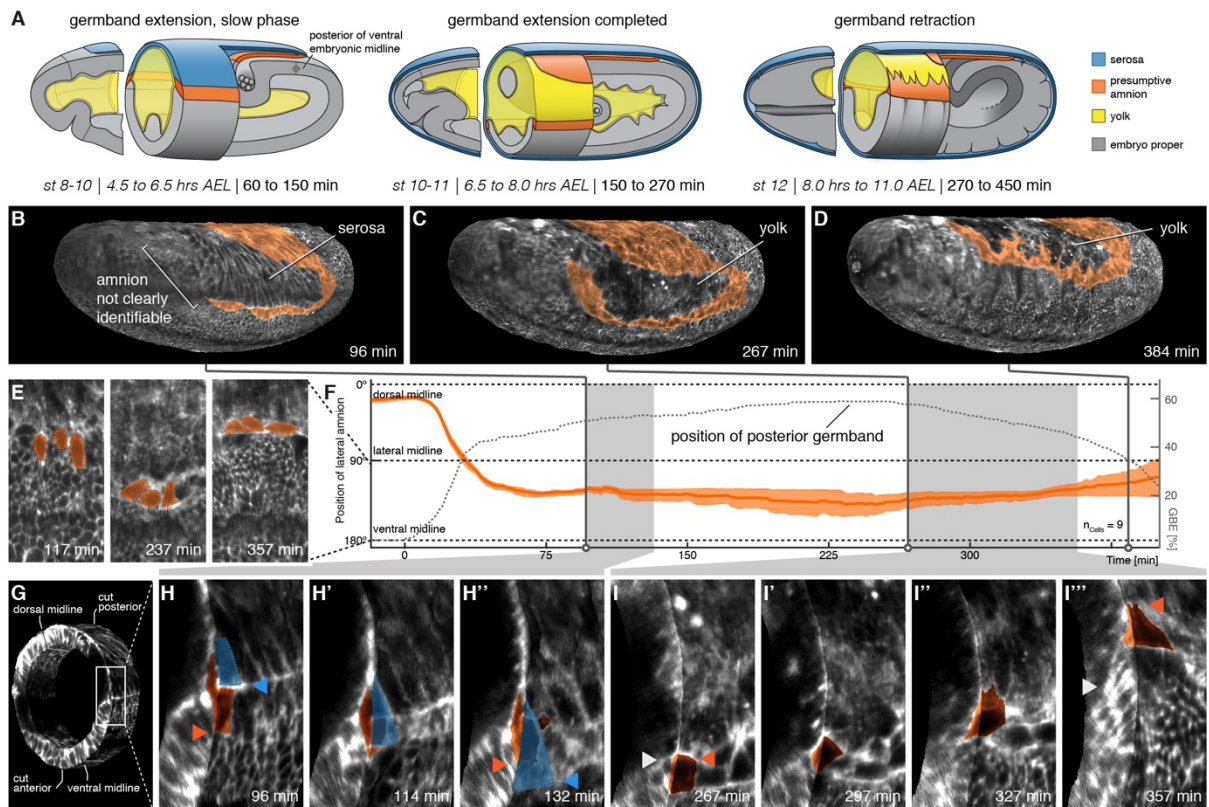 A
germband extension, slow phase
germband extension completed
germband retraction
posterior of ventral
embryonic midline
serosa
presumptive
amnion
yolk
embryo proper
st 8-10 | 4.5 to 6.5 hrs AEL | 60 to 150 min
st 10-11 | 6.5 to 8.0 hrs AEL | 150 to 270 min
st 12 | 8.0 hrs to 11.0 AEL | 270 to 450 min
B
serosa
amnion
not clearly
identifiable
96 min
C
yolk
267 min
D
yolk
384 min
E
117 min
237 min
357 min
F
Position of lateral amnion
0º
dorsal midline
90º
lateral midline
180º
ventral midline
position of posterior germband
60
40
20
GBE [%]
nCells = 9
0
75
150
225
300
Time [min]
G
dorsal midline
cut
posterior
cut
anterior
ventral midline
H
96 min
H'
114 min
H''
132 min
I
267 min
I'
297 min
I''
327 min
I'''
357 min